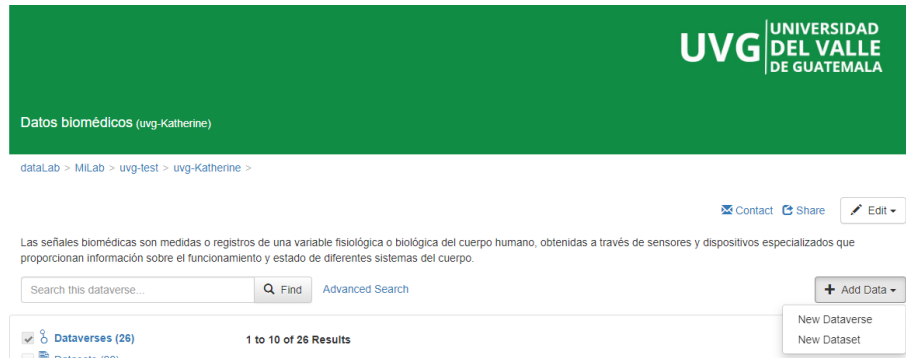 UVG
UNIVERSIDAD
DEL VALLE
DE GUATEMALA
Datos biomédicos (uvg-Katherine)
dataLab > MiLab > uvg-test > uvg-Katherine >
Contact Share Edit
Las señales biomédicas son medidas o registros de una variable fisiológica o biológica del cuerpo humano, obtenidas a través de sensores y dispositivos especializados que
proporcionan información sobre el funcionamiento y estado de diferentes sistemas del cuerpo.
Search this dataverse... Find Advanced Search + Add Data
New Dataverse
New Dataset
Dataverses (26) 1 to 10 of 26 Results